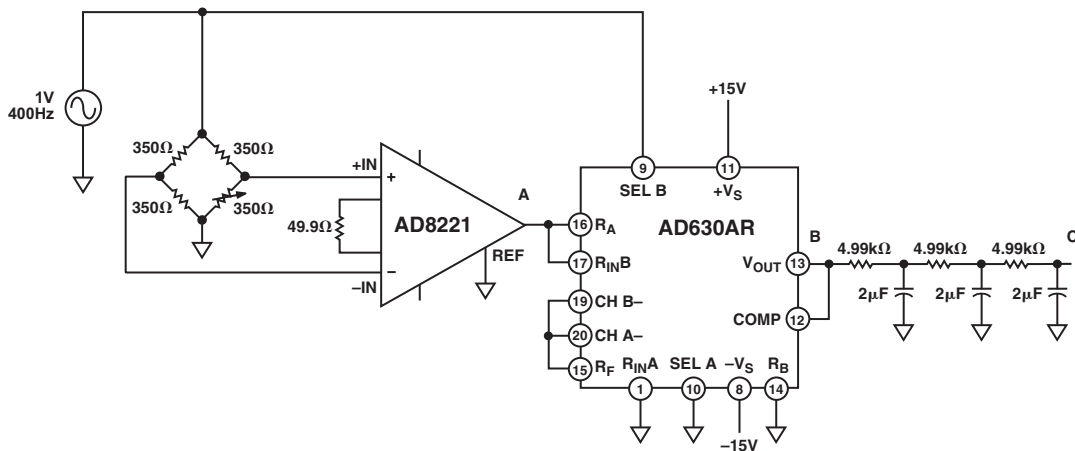 1V
400Hz
350Ω
350Ω
350Ω
350Ω
+IN
–IN
+
–
49.9Ω
AD8221
REF
A
9
SEL B
+15V
11
+VS
AD630AR
16 RA
17 RINB
19 CH B–
20 CH A–
15 RF
RINA
1
SEL A
10
–VS
8
–15V
RB
14
B
VOUT 13
COMP 12
4.99kΩ
4.99kΩ
4.99kΩ
C
2µF
2µF
2µF